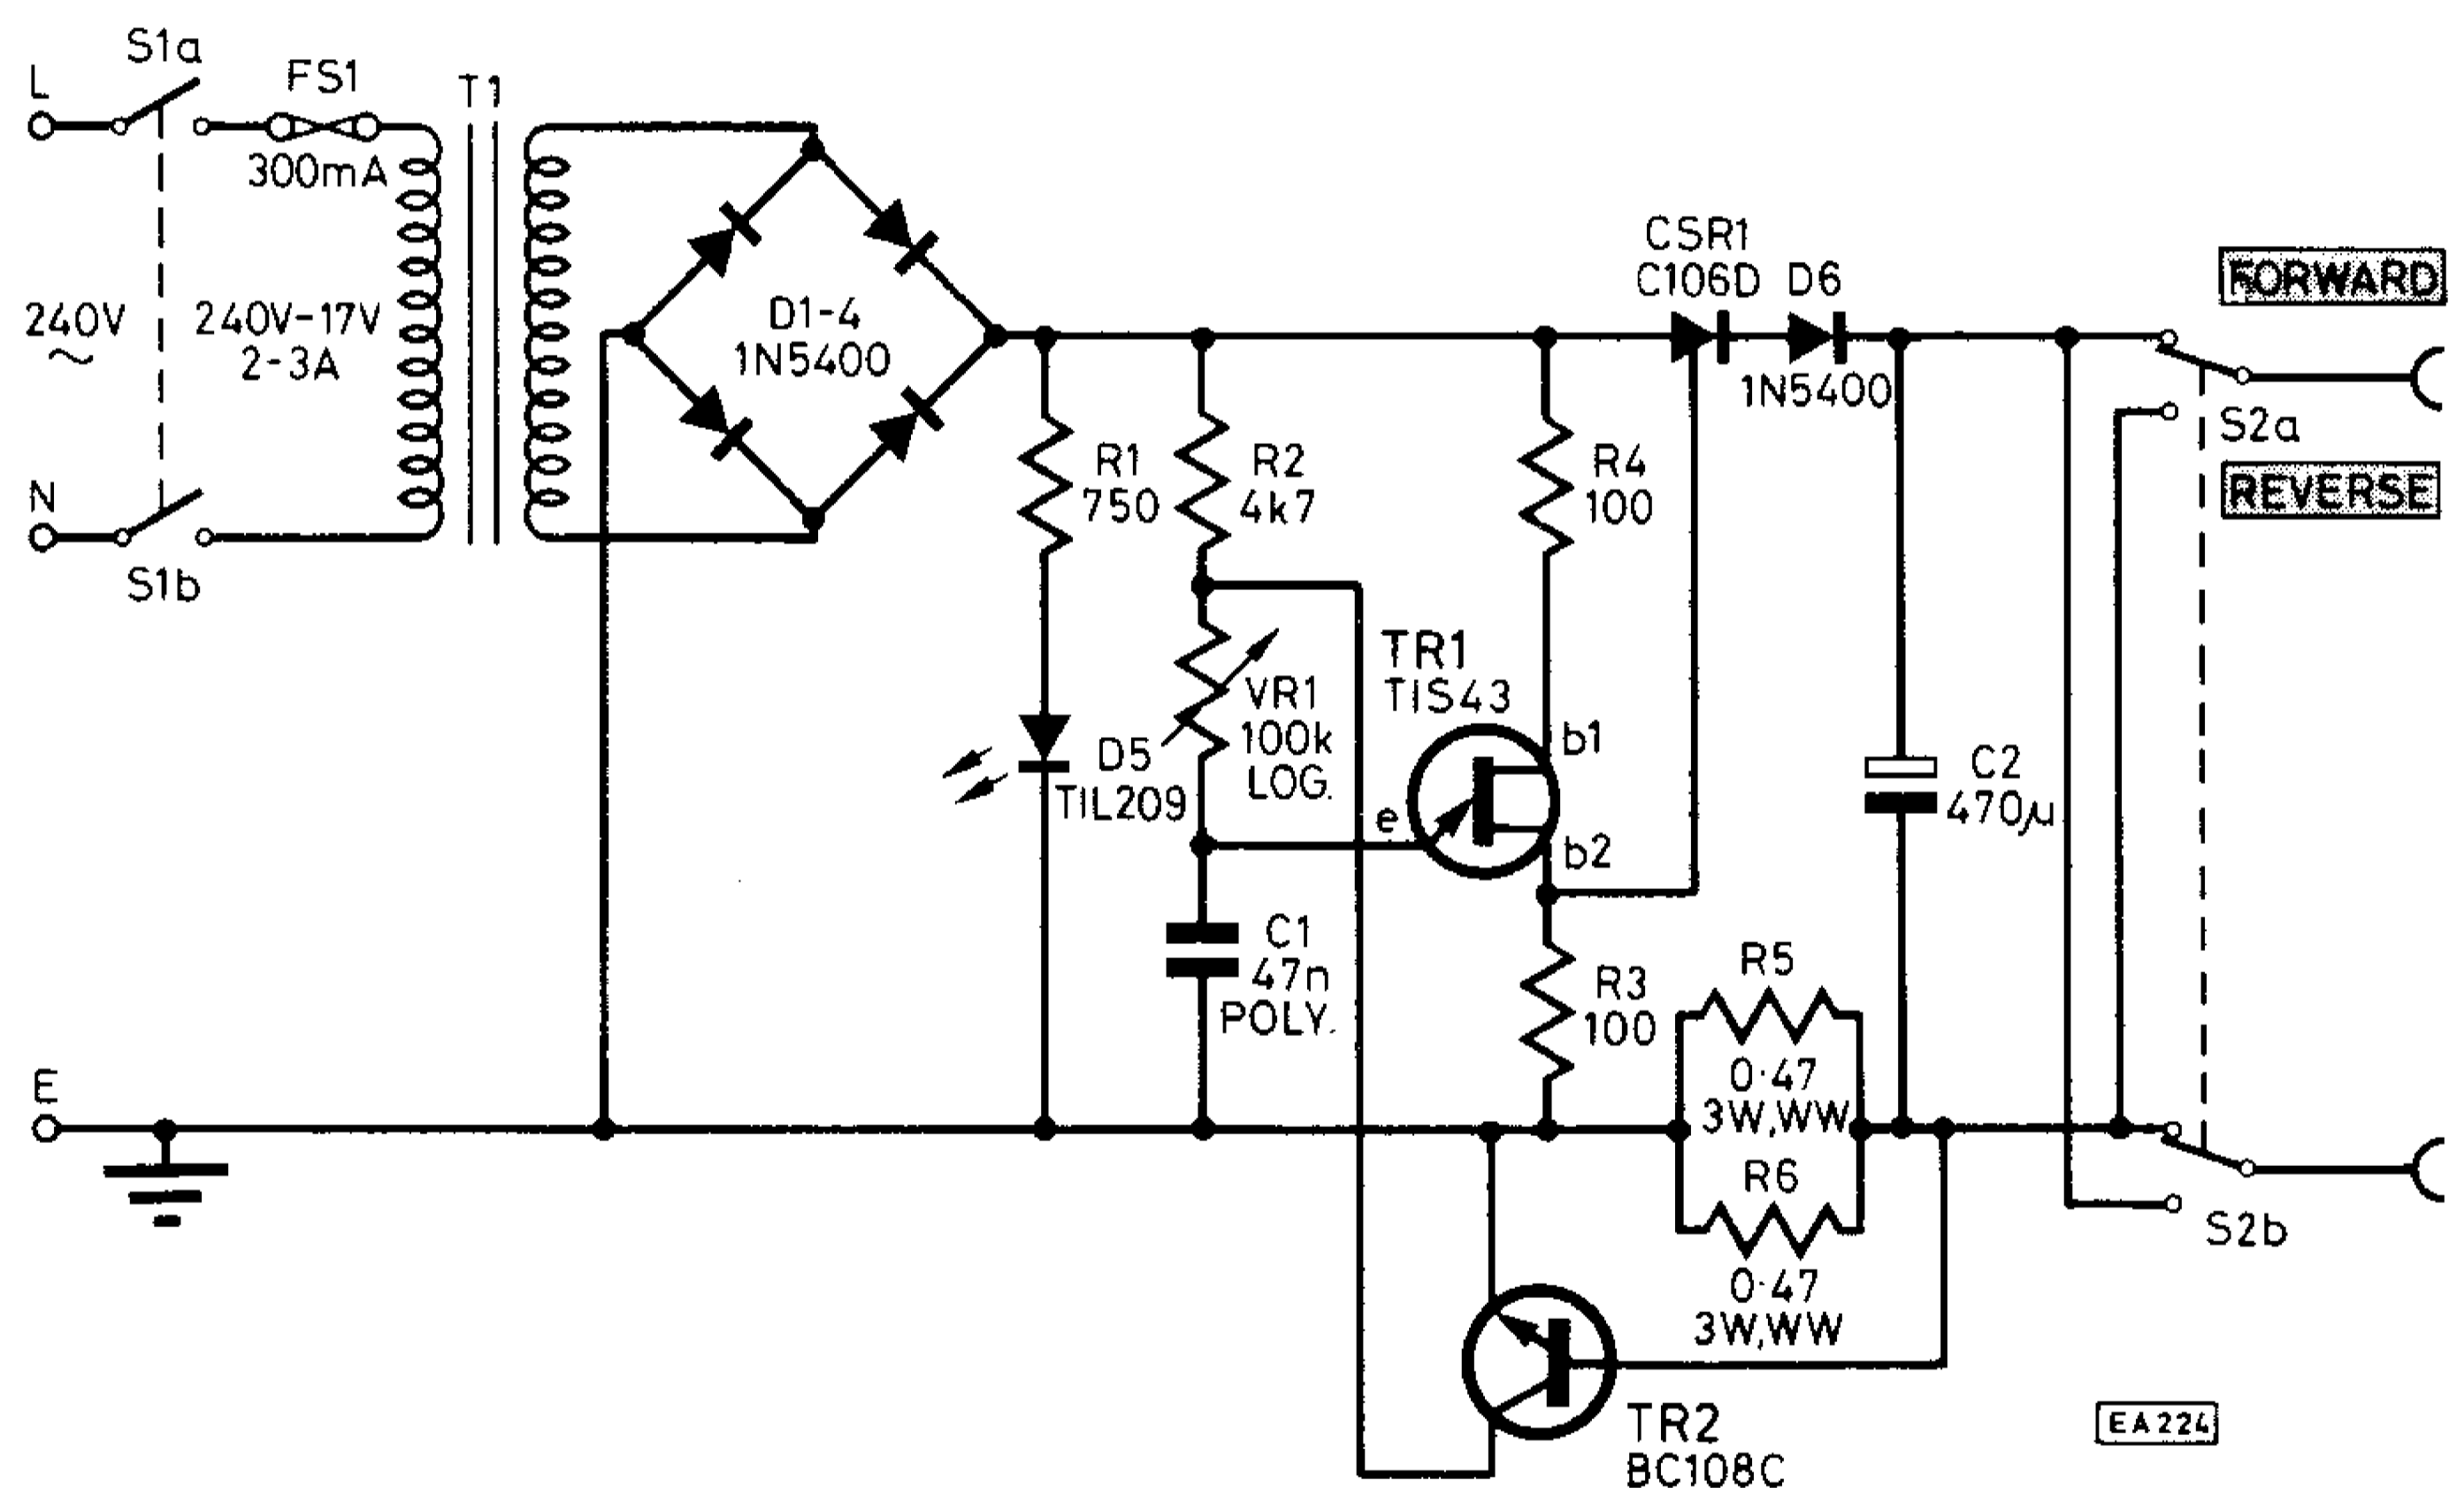 S1a
L
FS1
T1
300mA
240V
∼
240V-17V
2-3A
N
S1b
D1-4
1N5400
CSR1
C106D
D6
1N5400
FORWARD
S2a
REVERSE
R1
750
R2
4k7
R4
100
TR1
TIS43
VR1
100k
LOG.
D5
TIL209
b1
e
b2
C2
470µ
C1
47n
POLY.
R3
100
R5
0·47
3W,WW
R6
0·47
3W,WW
E
S2b
TR2
BC108C
EA224